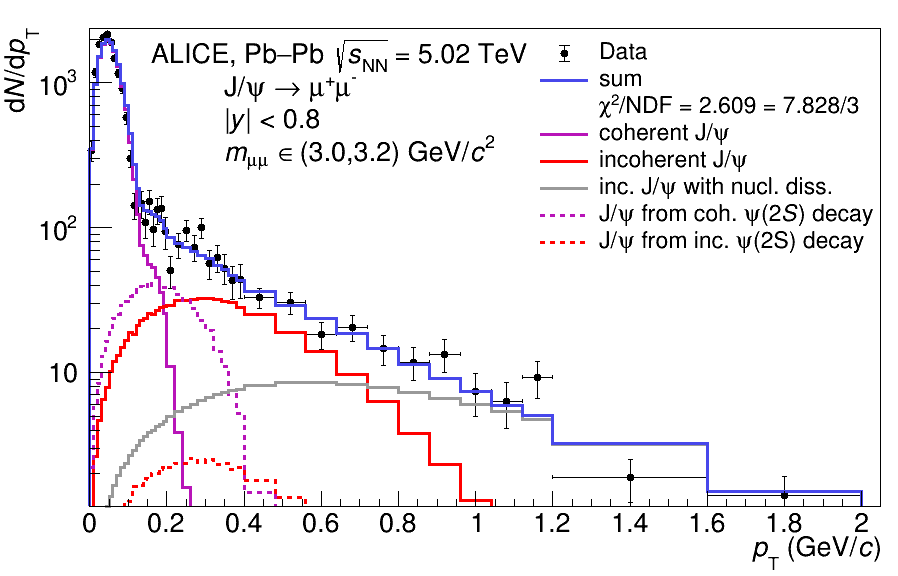 dN/dp_T
ALICE, Pb–Pb √s_NN = 5.02 TeV
J/ψ → μ⁺μ⁻
|y| < 0.8
m_μμ ∈ (3.0,3.2) GeV/c²
Data
sum
χ²/NDF = 2.609 = 7.828/3
coherent J/ψ
incoherent J/ψ
inc. J/ψ with nucl. diss.
J/ψ from coh. ψ(2S) decay
J/ψ from inc. ψ(2S) decay
10³
10²
10
0 0.2 0.4 0.6 0.8 1 1.2 1.4 1.6 1.8 2
p_T (GeV/c)